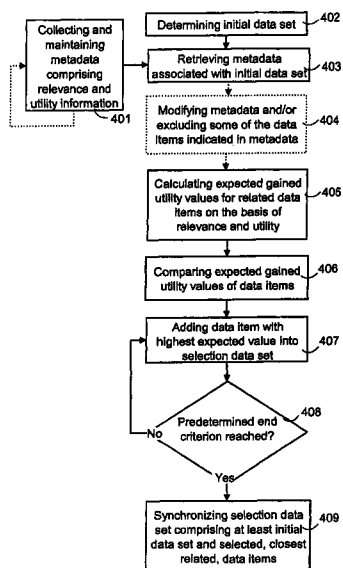 Collecting and
maintaining
metadata
comprising
relevance and
utility information
401
Determining initial data set
402
Retrieving metadata
associated with initial data set
403
Modifying metadata and/or
excluding some of the data
items indicated in metadata
404
Calculating expected gained
utility values for related data
items on the basis of
relevance and utility
405
Comparing expected gained
utility values of data items
406
Adding data item with
highest expected value into
selection data set
407
Predetermined end
criterion reached?
408
No
Yes
Synchronizing selection data
set comprising at least initial
data set and selected, closest
related, data items
409